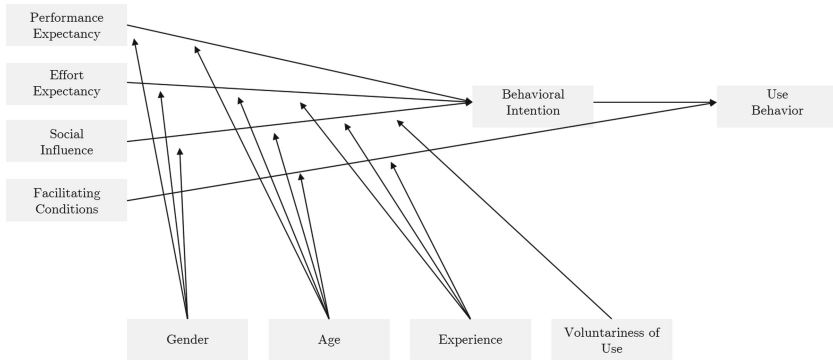 Performance
Expectancy
Effort
Expectancy
Social
Influence
Facilitating
Conditions
Behavioral
Intention
Use
Behavior
Gender
Age
Experience
Voluntariness of
Use